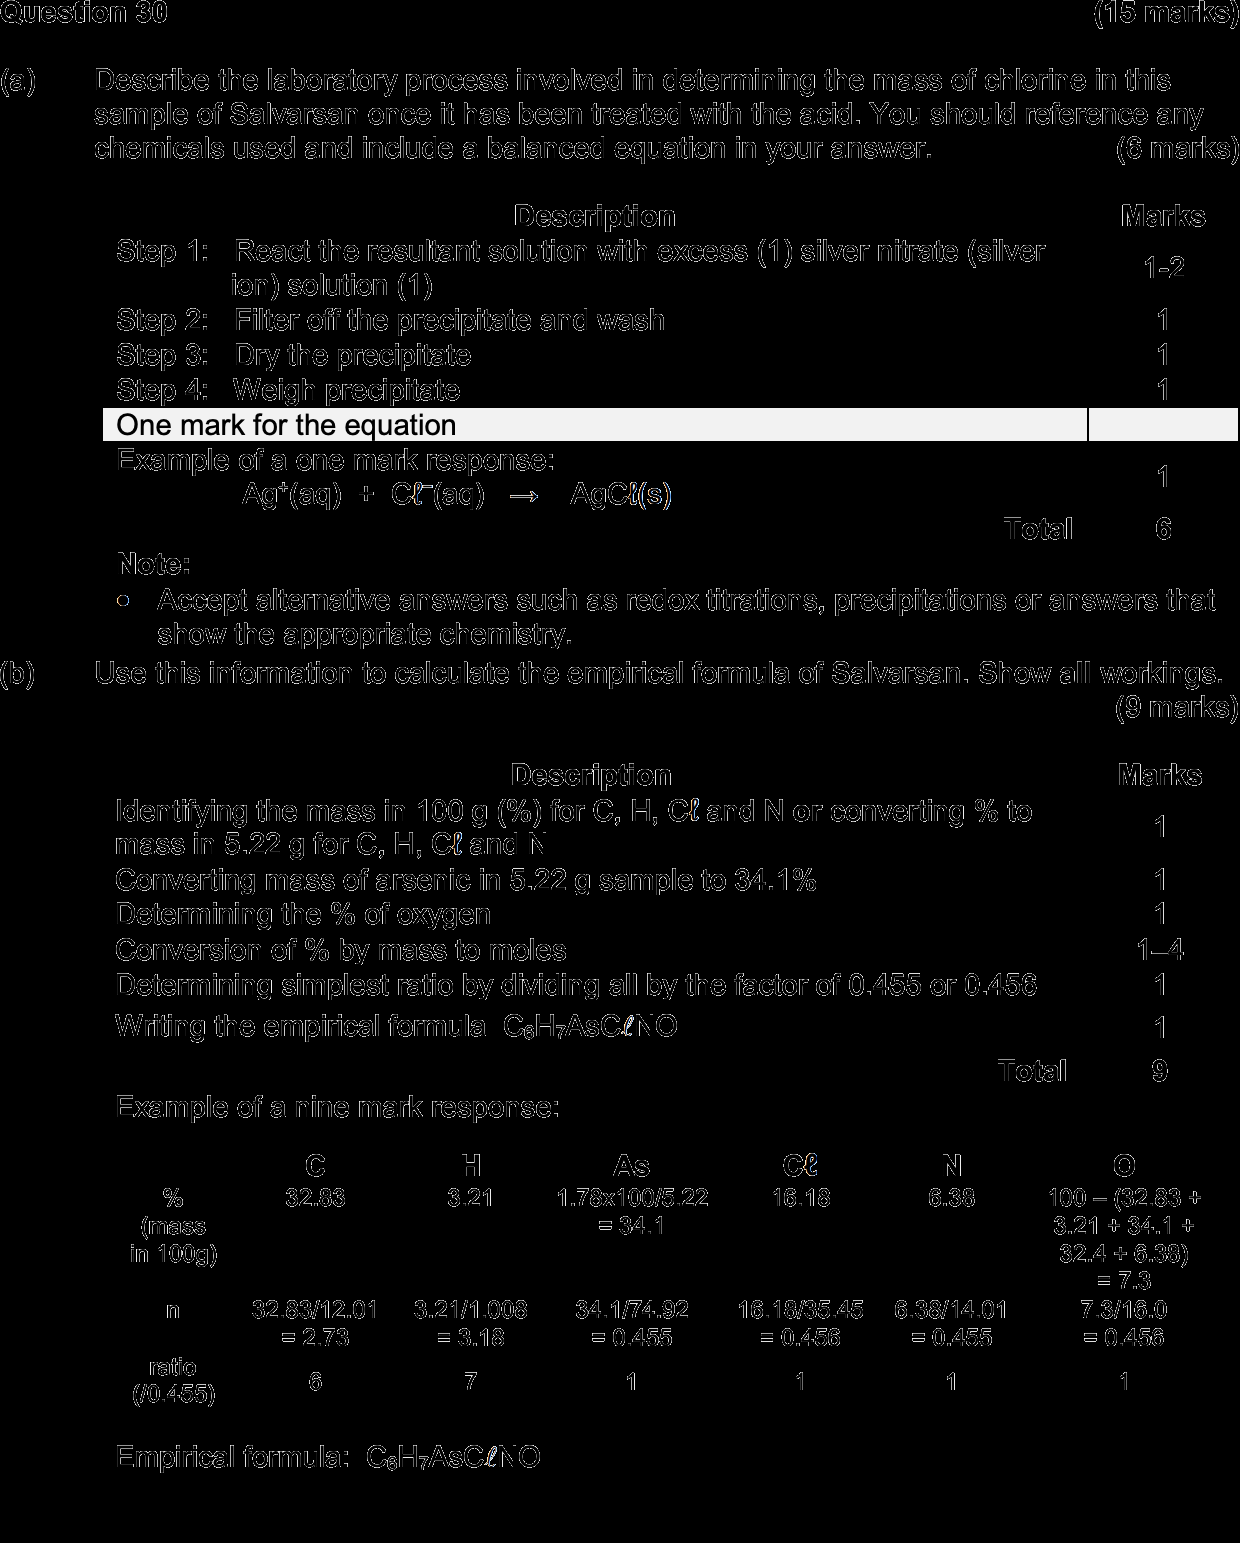 Question 30 (15 marks)
(a) Describe the laboratory process involved in determining the mass of chlorine in this
sample of Salvarsan once it has been treated with the acid. You should reference any
chemicals used and include a balanced equation in your answer. (6 marks)
Description Marks
Step 1: React the resultant solution with excess (1) silver nitrate (silver
ion) solution (1) 1-2
Step 2: Filter off the precipitate and wash 1
Step 3: Dry the precipitate 1
Step 4: Weigh precipitate 1
One mark for the equation
Example of a one mark response:
Ag⁺(aq) + Cℓ⁻(aq) → AgCℓ(s) 1
Total 6
Note:
• Accept alternative answers such as redox titrations, precipitations or answers that
show the appropriate chemistry.
(b) Use this information to calculate the empirical formula of Salvarsan. Show all workings.
(9 marks)
Description Marks
Identifying the mass in 100 g (%) for C, H, Cℓ and N or converting % to
mass in 5.22 g for C, H, Cℓ and N 1
Converting mass of arsenic in 5.22 g sample to 34.1% 1
Determining the % of oxygen 1
Conversion of % by mass to moles 1–4
Determining simplest ratio by dividing all by the factor of 0.455 or 0.456 1
Writing the empirical formula C₆H₇AsCℓNO 1
Total 9
Example of a nine mark response:
C H As Cℓ N O
% 32.83 3.21 1.78x100/5.22 16.18 6.38 100 – (32.83 +
(mass = 34.1 3.21 + 34.1 +
in 100g) 32.4 + 6.38)
= 7.3
n 32.83/12.01 3.21/1.008 34.1/74.92 16.18/35.45 6.38/14.01 7.3/16.0
= 2.73 = 3.18 = 0.455 = 0.456 = 0.455 = 0.456
ratio
(/0.455) 6 7 1 1 1 1
Empirical formula: C₆H₇AsCℓNO